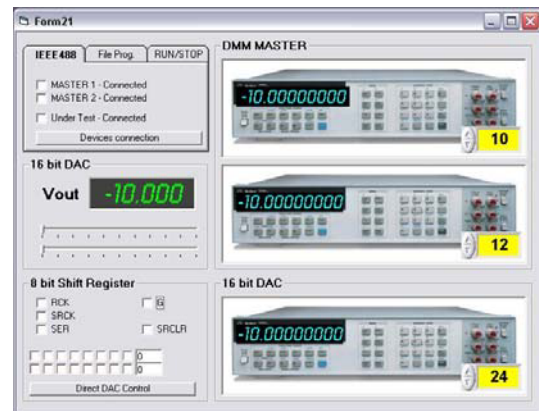 Form21
IEEE488 File Prog. RUN/STOP
MASTER 1 - Connected
MASTER 2 - Connected
Under Test - Connected
Devices connection
16 bit DAC
Vout -10.000
8 bit Shift Register
RCK G
SRCK
SER SRCLR
0
0
Direct DAC Control
DMM MASTER
-10.00000000
10
-10.00000000
12
16 bit DAC
-10.00000000
24